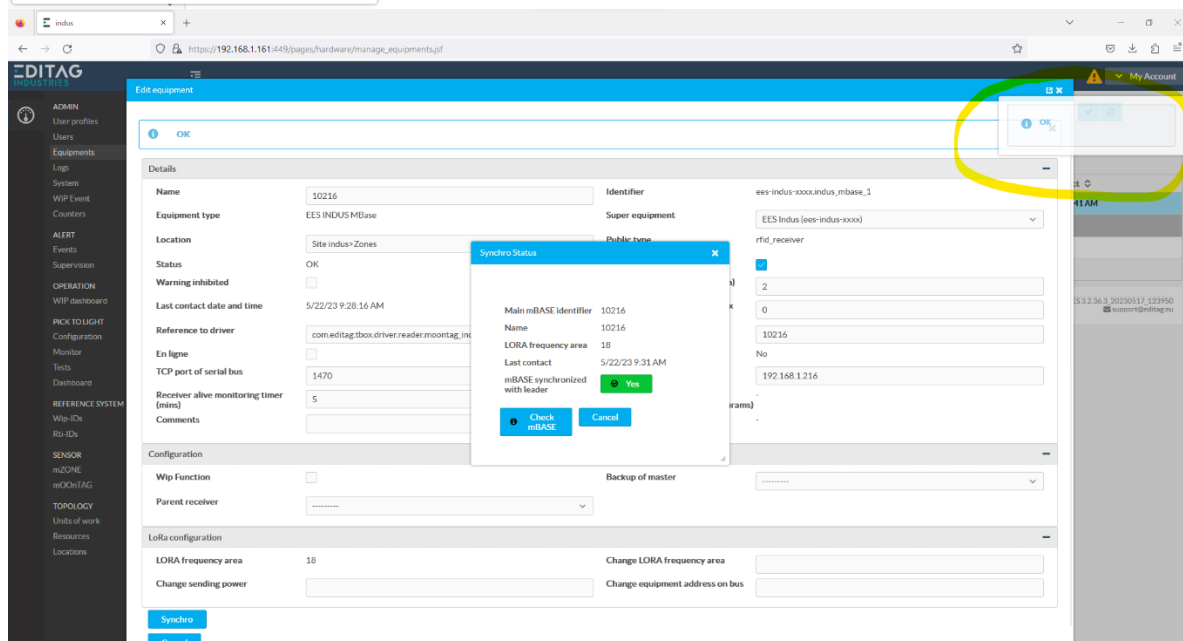 indus
https://192.168.1.161:449/pages/hardware/manage_equipments.jsf
EDITAG
INDUSTRIES
My Account
ADMIN
User profiles
Users
Equipments
Logs
System
WiP Event
Counters
ALERT
Events
Supervision
OPERATION
WIP dashboard
PICK TO LIGHT
Configuration
Monitor
Tests
Dashboard
REFERENCE SYSTEM
Wip-IDs
Rti-IDs
SENSOR
mZONE
mOOnTAG
TOPOLOGY
Units of work
Resources
Locations
Edit equipment
OK
OK
Details
Name 10216 Identifier ees-indus-xxxx.indus_mbase_1
Equipment type EES INDUS MBase Super equipment EES Indus (ees-indus-xxxx)
Location Site indus>Zones Public type rfid_receiver
Status OK
Warning inhibited 2
Last contact date and time 5/22/23 9:28:16 AM 0
Reference to driver com.editag.tbox.driver.reader.moontag_ind 10216
En ligne No
TCP port of serial bus 1470 192.168.1.216
Receiver alive monitoring timer (mins) 5 - arams)
Comments -
Synchro Status
Main mBASE identifier 10216
Name 10216
LORA frequency area 18
Last contact 5/22/23 9:31 AM
mBASE synchronized with leader Yes
Check mBASE Cancel
Configuration
Wip Function Backup of master ---------
Parent receiver ---------
LoRa configuration
LORA frequency area 18 Change LORA frequency area
Change sending power Change equipment address on bus
Synchro
ct
41 AM
ES 3.2.36.3_20230517_123950
support@editag.eu